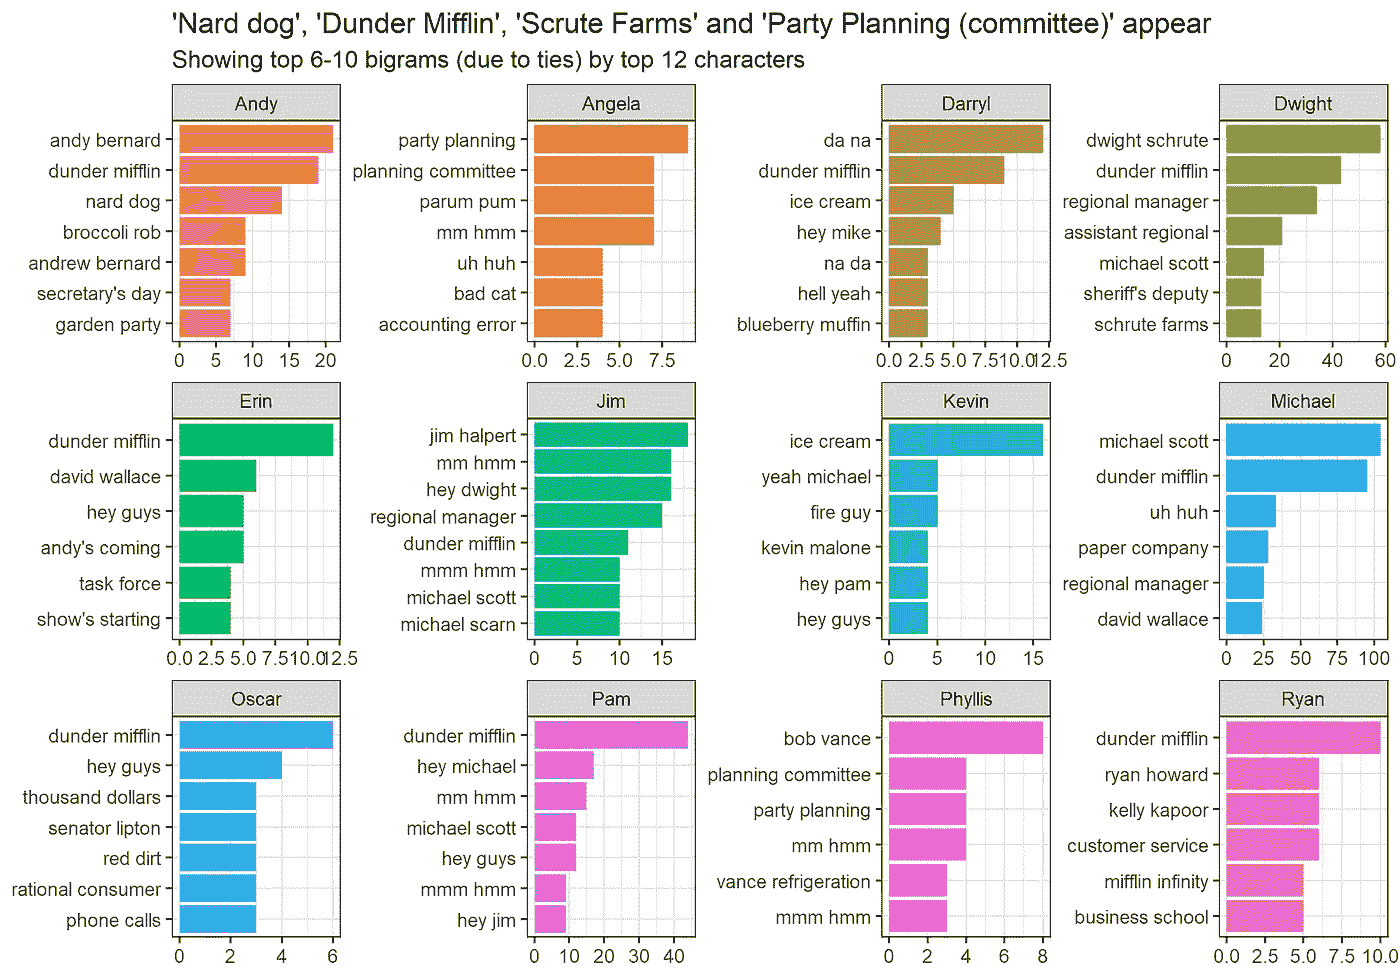 'Nard dog', 'Dunder Mifflin', 'Scrute Farms' and 'Party Planning (committee)' appear
Showing top 6-10 bigrams (due to ties) by top 12 characters
Andy
andy bernard
dunder mifflin
nard dog
broccoli rob
andrew bernard
secretary's day
garden party
0 5 10 15 20
Angela
party planning
planning committee
parum pum
mm hmm
uh huh
bad cat
accounting error
0.0 2.5 5.0 7.5
Darryl
da na
dunder mifflin
ice cream
hey mike
na da
hell yeah
blueberry muffin
0.0 2.5 5.0 7.5 10.0 12.5
Dwight
dwight schrute
dunder mifflin
regional manager
assistant regional
michael scott
sheriff's deputy
schrute farms
0 20 40 60
Erin
dunder mifflin
david wallace
hey guys
andy's coming
task force
show's starting
0.0 2.5 5.0 7.5 10.0 12.5
Jim
jim halpert
mm hmm
hey dwight
regional manager
dunder mifflin
mmm hmm
michael scott
michael scarn
0 5 10 15
Kevin
ice cream
yeah michael
fire guy
kevin malone
hey pam
hey guys
0 5 10 15
Michael
michael scott
dunder mifflin
uh huh
paper company
regional manager
david wallace
0 25 50 75 100
Oscar
dunder mifflin
hey guys
thousand dollars
senator lipton
red dirt
rational consumer
phone calls
0 2 4 6
Pam
dunder mifflin
hey michael
mm hmm
michael scott
hey guys
mmm hmm
hey jim
0 10 20 30 40
Phyllis
bob vance
planning committee
party planning
mm hmm
vance refrigeration
mmm hmm
0 2 4 6 8
Ryan
dunder mifflin
ryan howard
kelly kapoor
customer service
mifflin infinity
business school
0.0 2.5 5.0 7.5 10.0